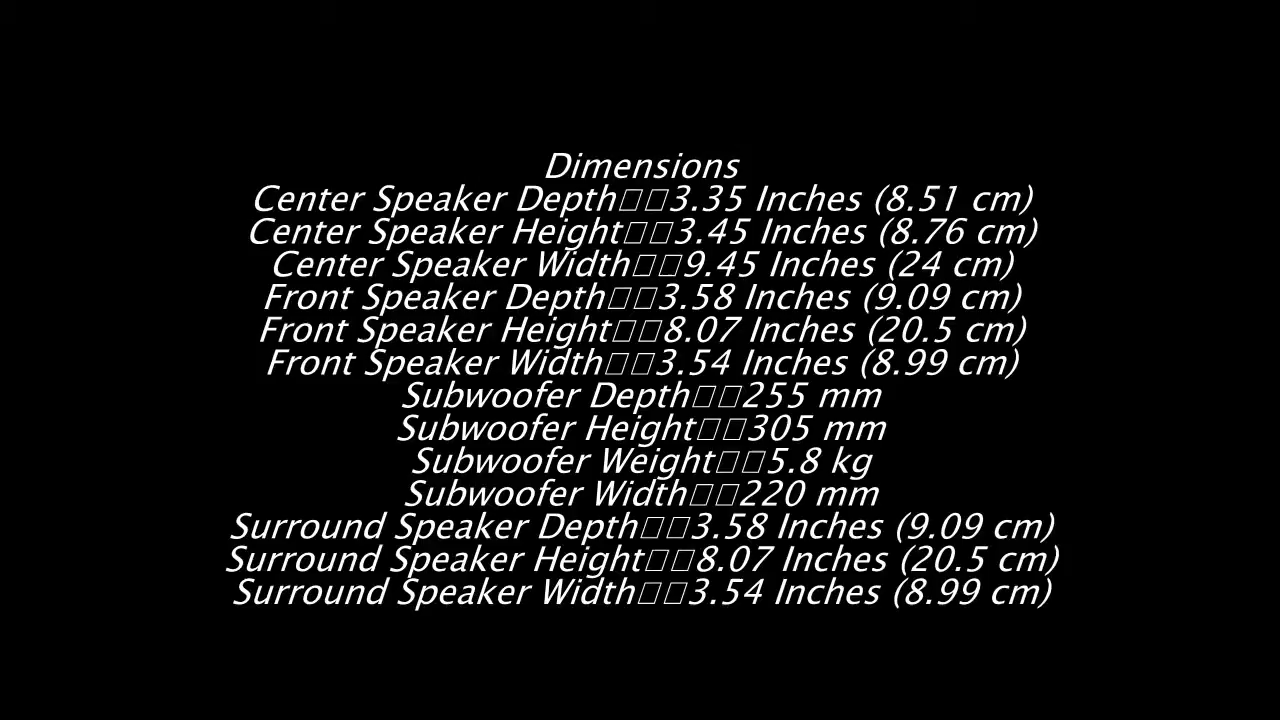 Dimensions
Center Speaker Depth□□3.35 Inches (8.51 cm)
Center Speaker Height□□3.45 Inches (8.76 cm)
Center Speaker Width□□9.45 Inches (24 cm)
Front Speaker Depth□□3.58 Inches (9.09 cm)
Front Speaker Height□□8.07 Inches (20.5 cm)
Front Speaker Width□□3.54 Inches (8.99 cm)
Subwoofer Depth□□255 mm
Subwoofer Height□□305 mm
Subwoofer Weight□□5.8 kg
Subwoofer Width□□220 mm
Surround Speaker Depth□□3.58 Inches (9.09 cm)
Surround Speaker Height□□8.07 Inches (20.5 cm)
Surround Speaker Width□□3.54 Inches (8.99 cm)